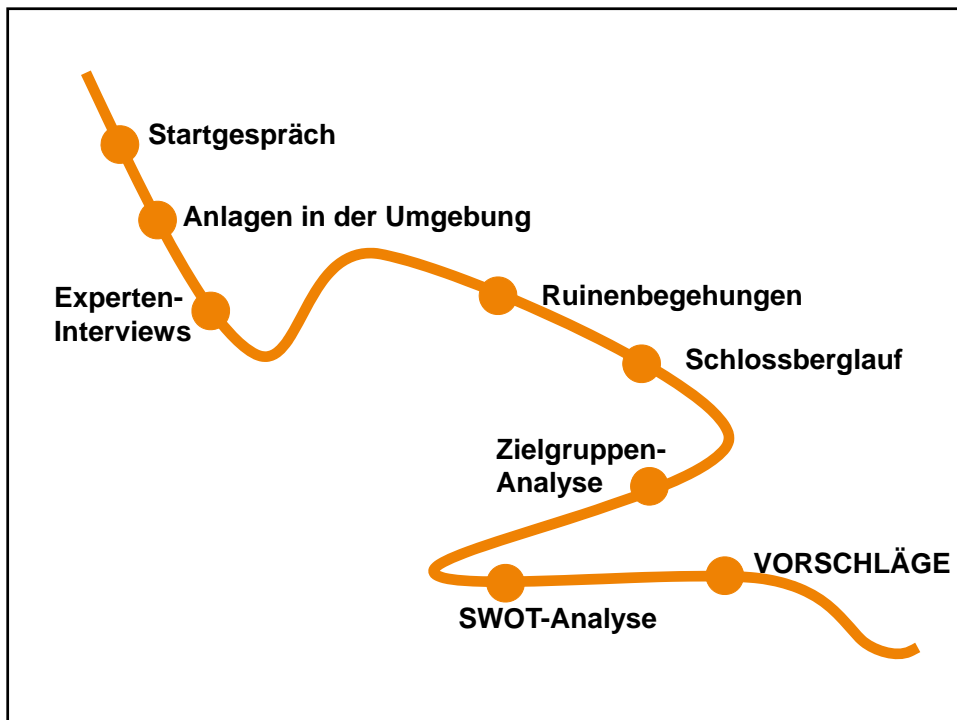 Startgespräch
Anlagen in der Umgebung
Experten-
Interviews
Ruinenbegehungen
Schlossberglauf
Zielgruppen-
Analyse
VORSCHLÄGE
SWOT-Analyse